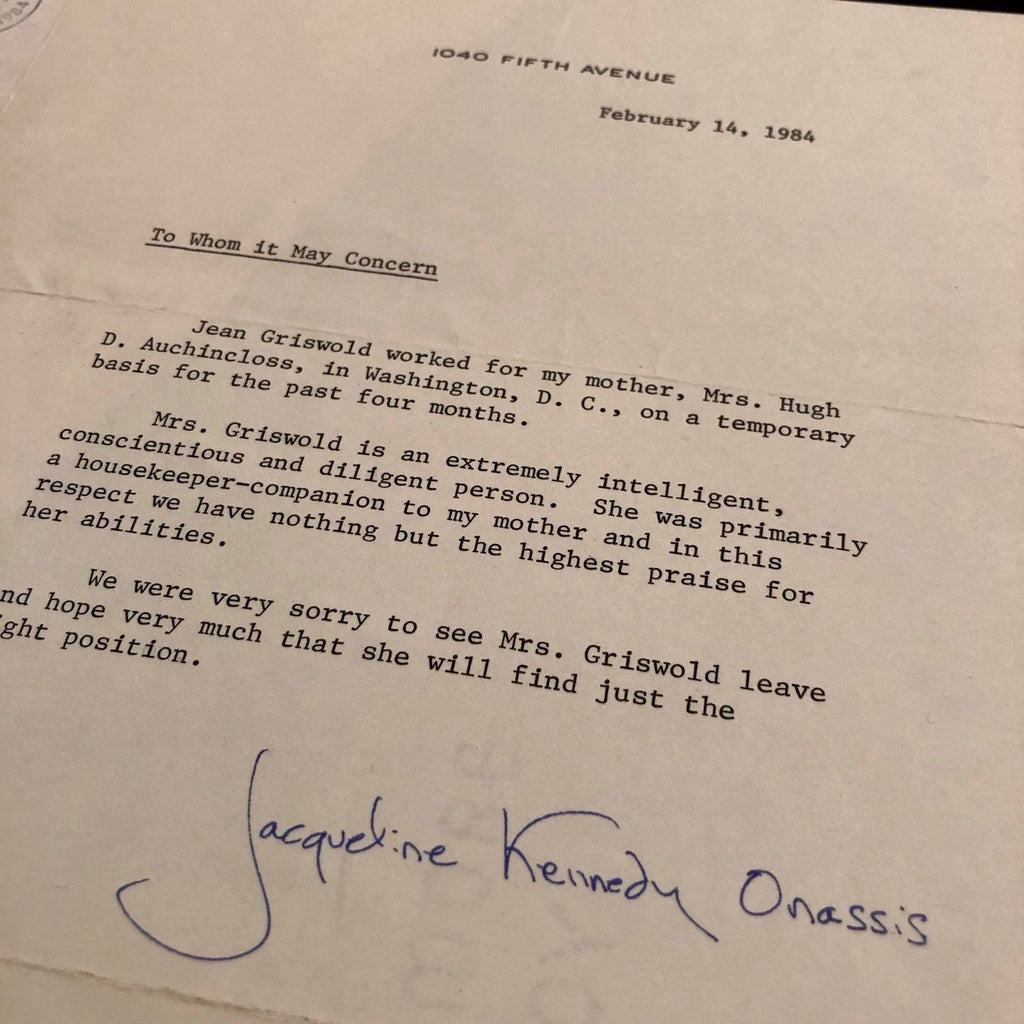 1984
1040 FIFTH AVENUE
February 14, 1984
To Whom it May Concern
Jean Griswold worked for my mother, Mrs. Hugh
D. Auchincloss, in Washington, D. C., on a temporary
basis for the past four months.
Mrs. Griswold is an extremely intelligent,
conscientious and diligent person. She was primarily
a housekeeper-companion to my mother and in this
respect we have nothing but the highest praise for
her abilities.
We were very sorry to see Mrs. Griswold leave
nd hope very much that she will find just the
ght position.
Jacqueline Kennedy Onassis